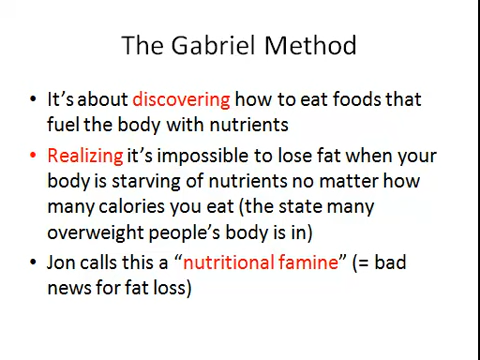 The Gabriel Method
• It's about discovering how to eat foods that
fuel the body with nutrients
• Realizing it's impossible to lose fat when your
body is starving of nutrients no matter how
many calories you eat (the state many
overweight people's body is in)
• Jon calls this a “nutritional famine” (= bad
news for fat loss)